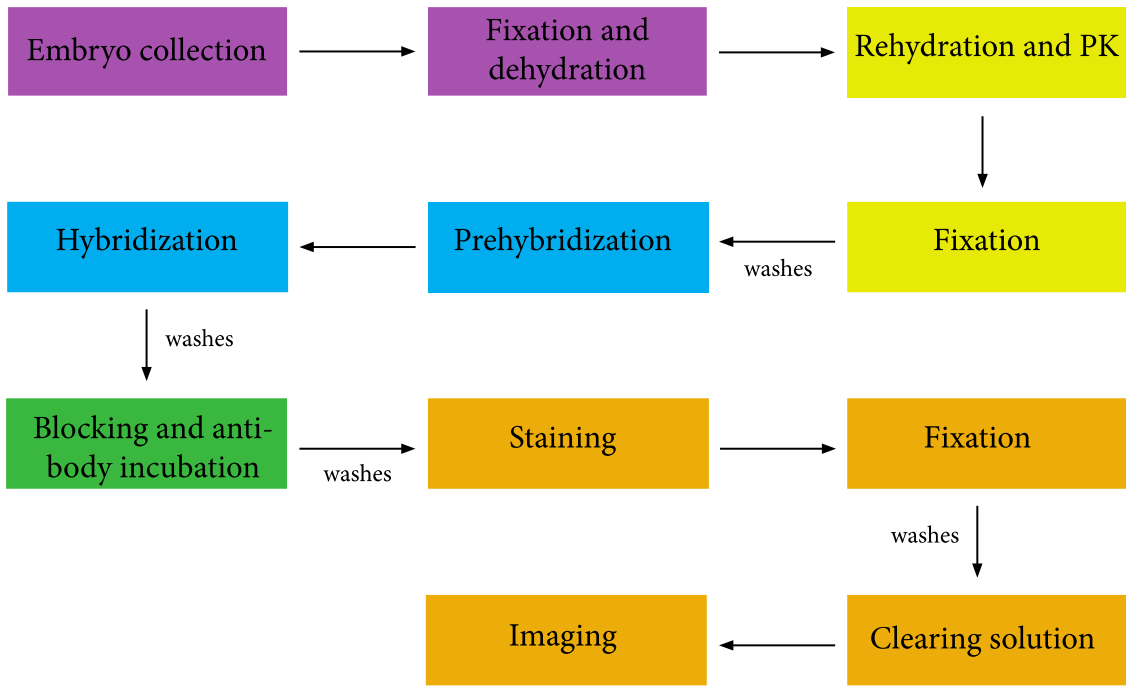 Embryo collection
Fixation and
dehydration
Rehydration and PK
Hybridization
Prehybridization
Fixation
washes
washes
Blocking and anti-
body incubation
washes
Staining
Fixation
washes
Imaging
Clearing solution